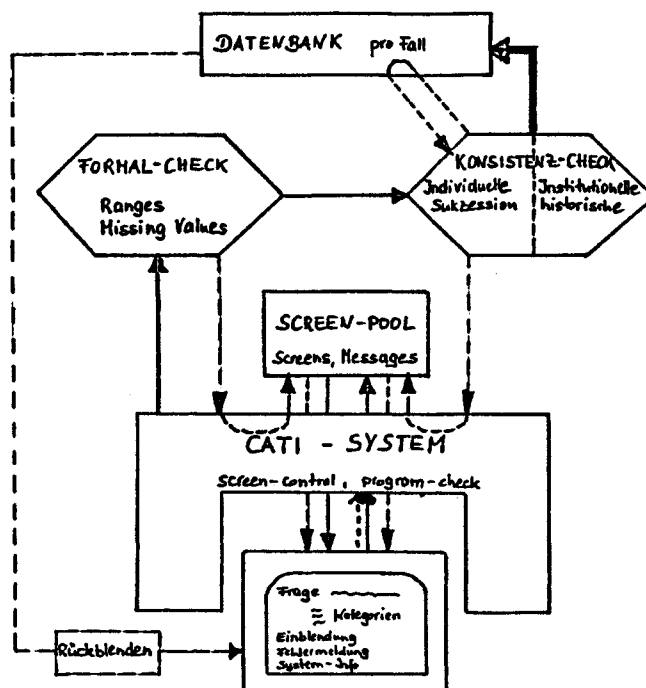 DATENBANK pro Fall
FORMAL-CHECK
Ranges
Missing Values
KONSISTENZ-CHECK
Individuelle Institutionelle
Sukzession historische
SCREEN-POOL
Screens, Messages
CATI - SYSTEM
Screen-control, program-check
Frage
Kategorien
Einblendung
Fehlermeldung
System-Info
Rückblenden